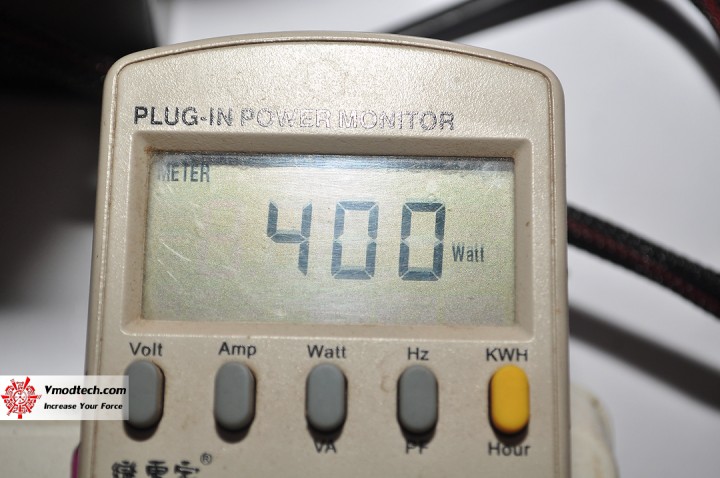 PLUG-IN POWER MONITOR
METER
400 Watt
Volt Amp Watt Hz KWH
VA PF Hour
Vmodtech.com
Increase Your Force
®